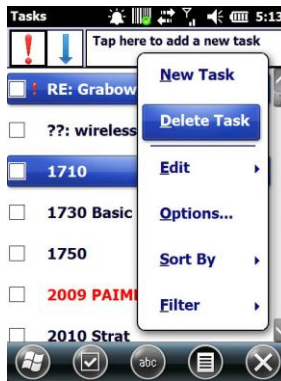 Tasks 5:13
Tap here to add a new task
RE: Grabow
??: wireless
1710
1730 Basic
1750
2009 PAIM
2010 Strat
New Task
Delete Task
Edit
Options...
Sort By
Filter
abc